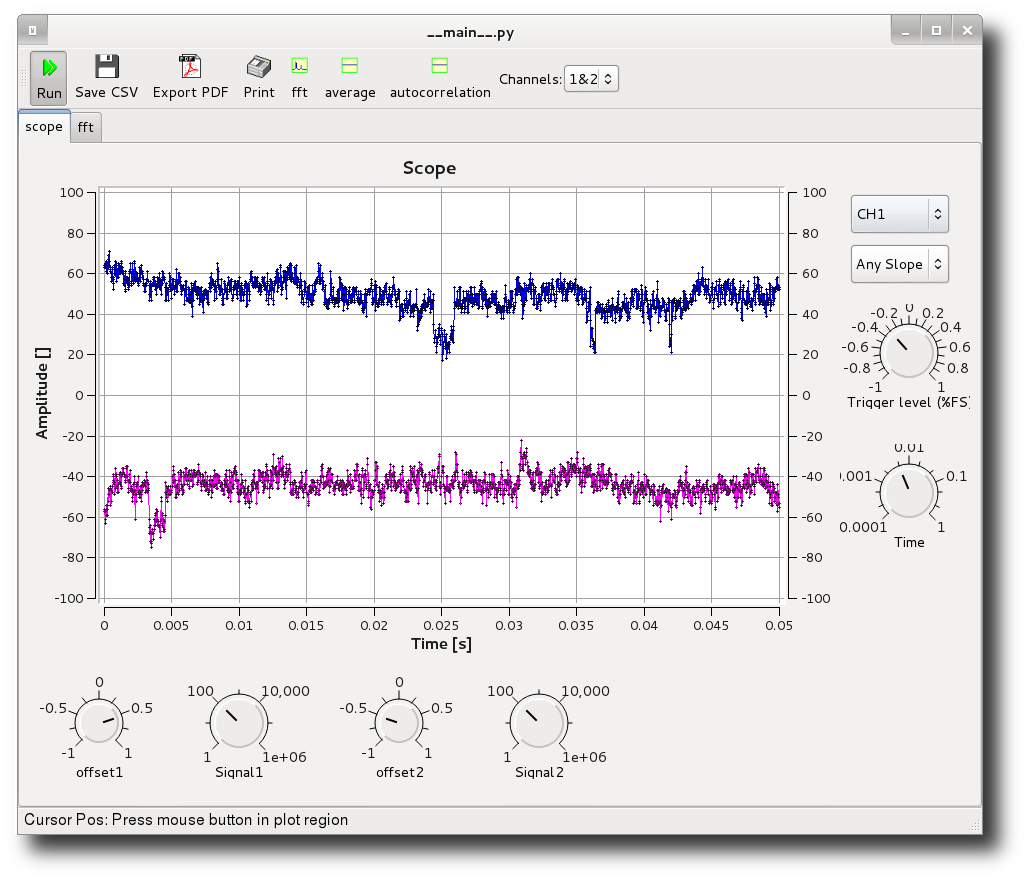 __main__.py
Run Save CSV Export PDF Print fft average autocorrelation Channels: 1&2
scope fft
Scope
100 100
80 80
60 60
40 40
20 20
0 0
-20 -20
-40 -40
-60 -60
-80 -80
-100 -100
Amplitude []
0 0.005 0.01 0.015 0.02 0.025 0.03 0.035 0.04 0.045 0.05
Time [s]
CH1
Any Slope
0
-0.2 0.2
-0.4 0.4
-0.6 0.6
-0.8 0.8
-1 1
Trigger level (%FS)
0.01
0.001 0.1
0.0001 1
Time
0 100 10,000 0 100 10,000
-0.5 0.5 -0.5 0.5
-1 1 1 1e+06 -1 1 1 1e+06
offset1 Signal1 offset2 Signal2
Cursor Pos: Press mouse button in plot region